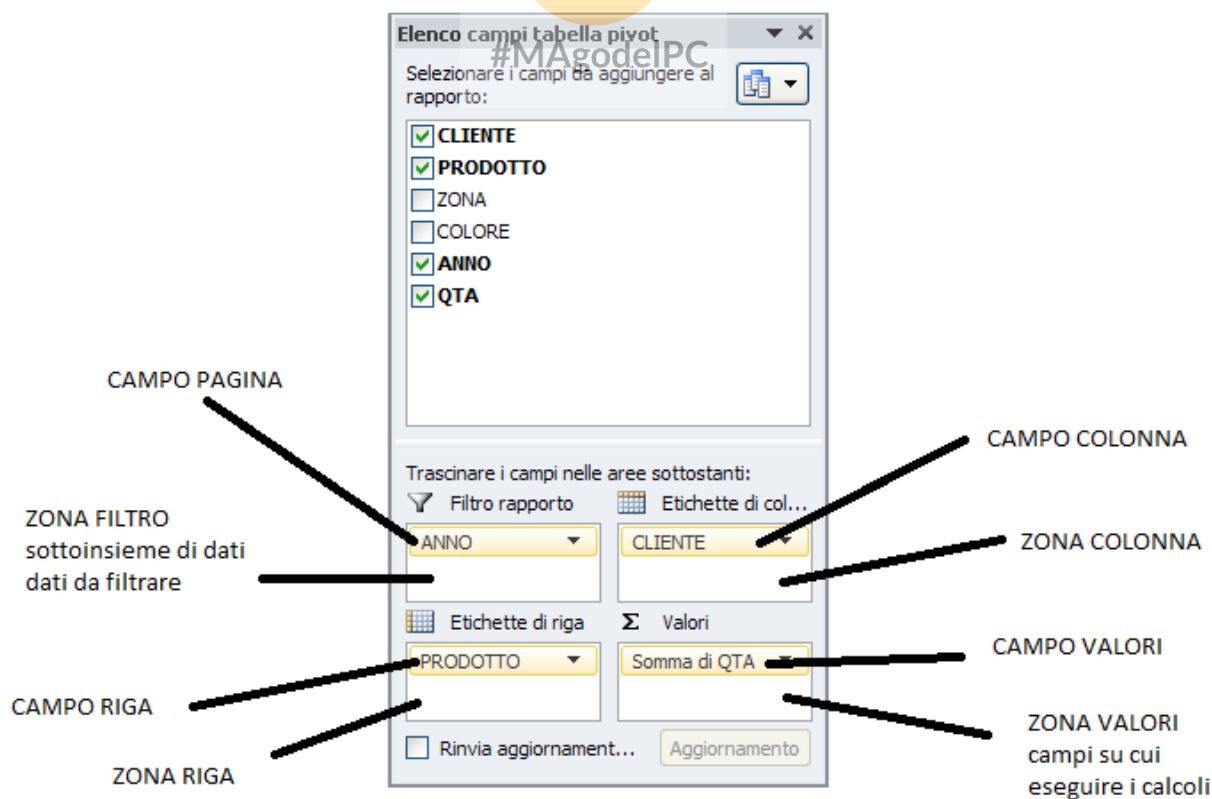 Elenco campi tabella pivot
#MAgodelPC
Selezionare i campi da aggiungere al
rapporto:
CLIENTE
PRODOTTO
ZONA
COLORE
ANNO
QTA
CAMPO PAGINA
CAMPO COLONNA
Trascinare i campi nelle aree sottostanti:
Filtro rapporto
Etichette di col...
ZONA FILTRO
sottoinsieme di dati
dati da filtrare
ANNO
CLIENTE
ZONA COLONNA
Etichette di riga
Σ Valori
PRODOTTO
Somma di QTA
CAMPO VALORI
CAMPO RIGA
ZONA VALORI
campi su cui
eseguire i calcoli
Rinvia aggiornament...
Aggiornamento
ZONA RIGA